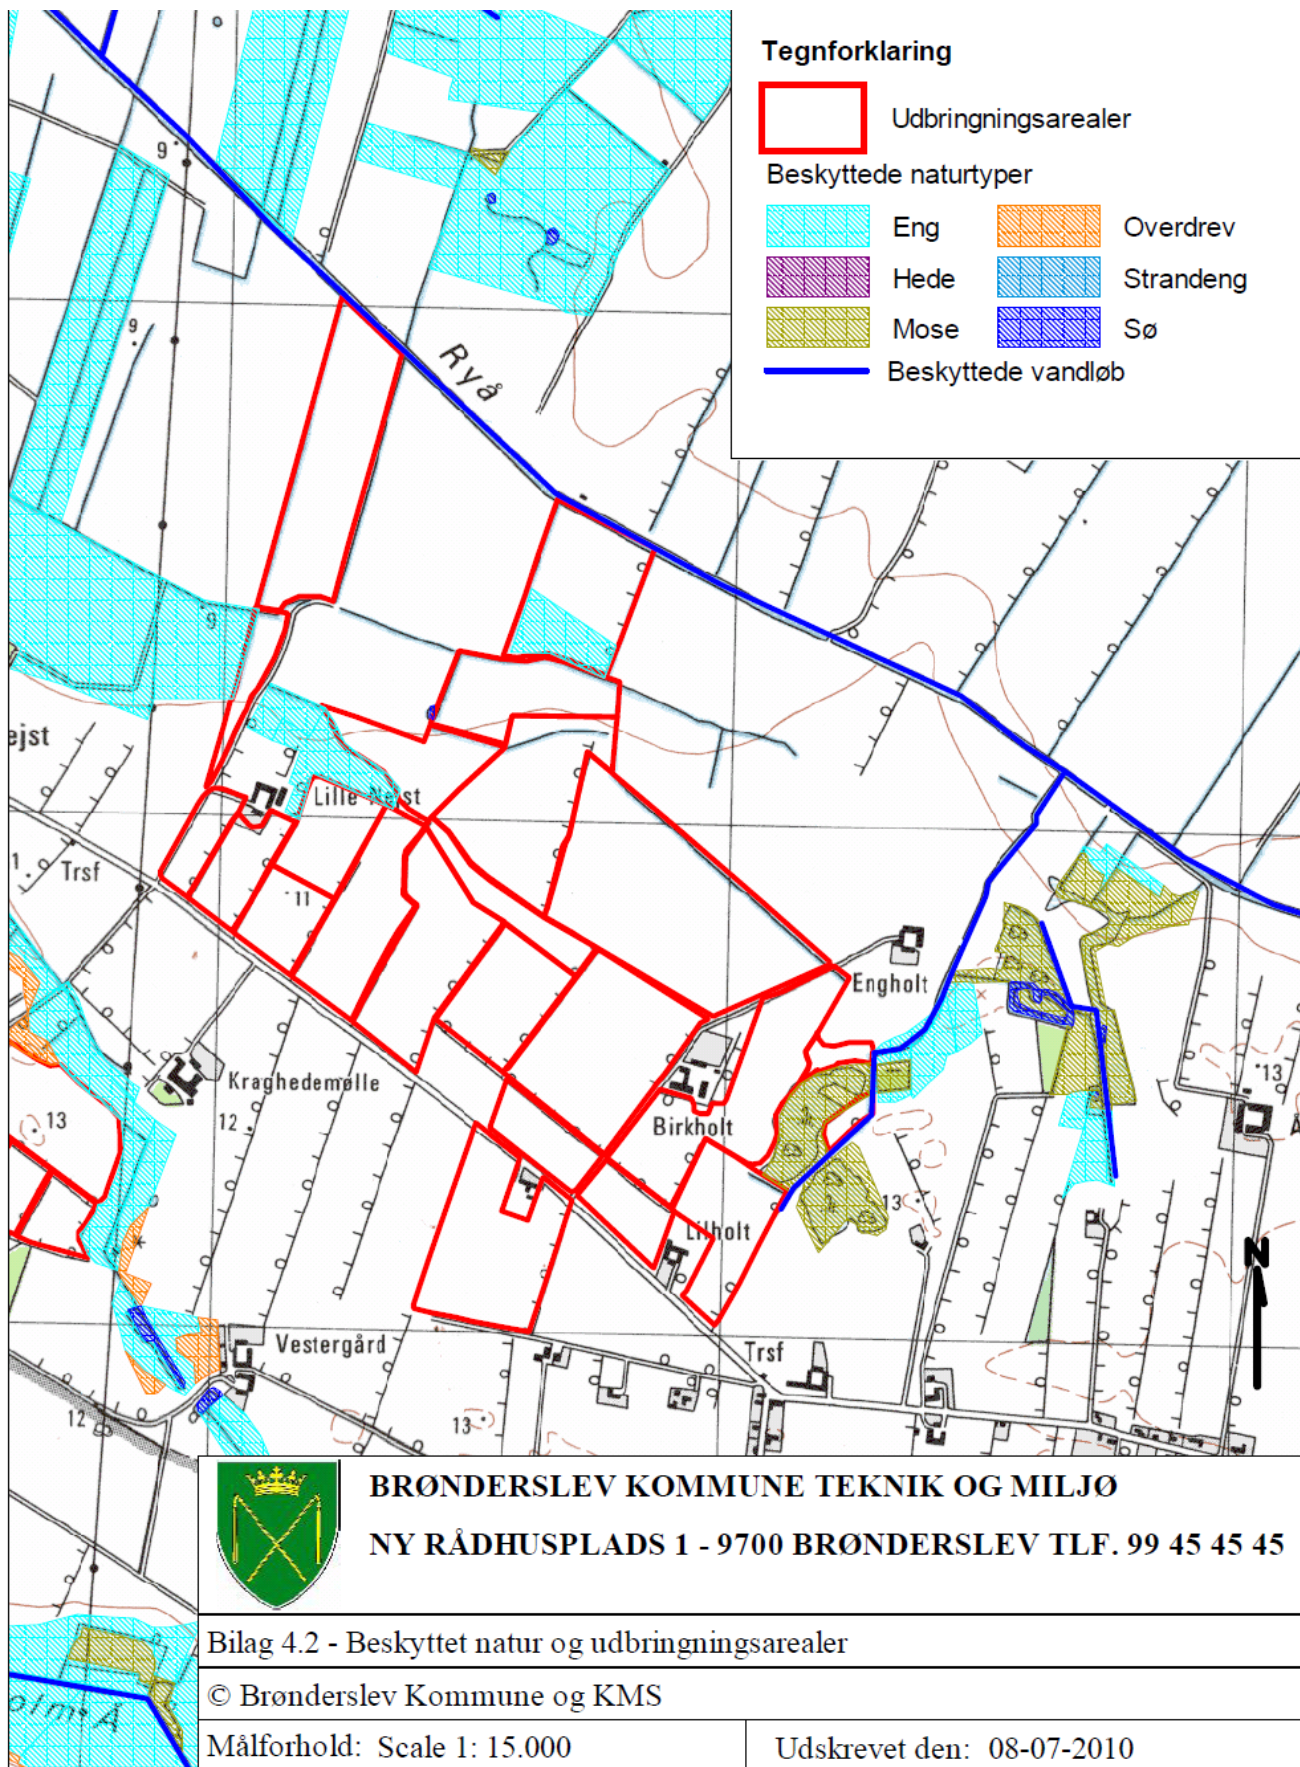 Tegnforklaring
Udbringningsarealer
Beskyttede naturtyper
Eng
Overdrev
Hede
Strandeng
Mose
Sø
Beskyttede vandløb
9
9
Ryå
9
ejst
Lille Nejst
1
Trsf
11
Engholt
Kraghedemølle
13
12
Birkholt
13
13
Å
Lilholt
N
Vestergård
Trsf
12
13
BRØNDERSLEV KOMMUNE TEKNIK OG MILJØ
NY RÅDHUSPLADS 1 - 9700 BRØNDERSLEV TLF. 99 45 45 45
Bilag 4.2 - Beskyttet natur og udbringningsarealer
© Brønderslev Kommune og KMS
olm Å
Målforhold: Scale 1: 15.000
Udskrevet den: 08-07-2010